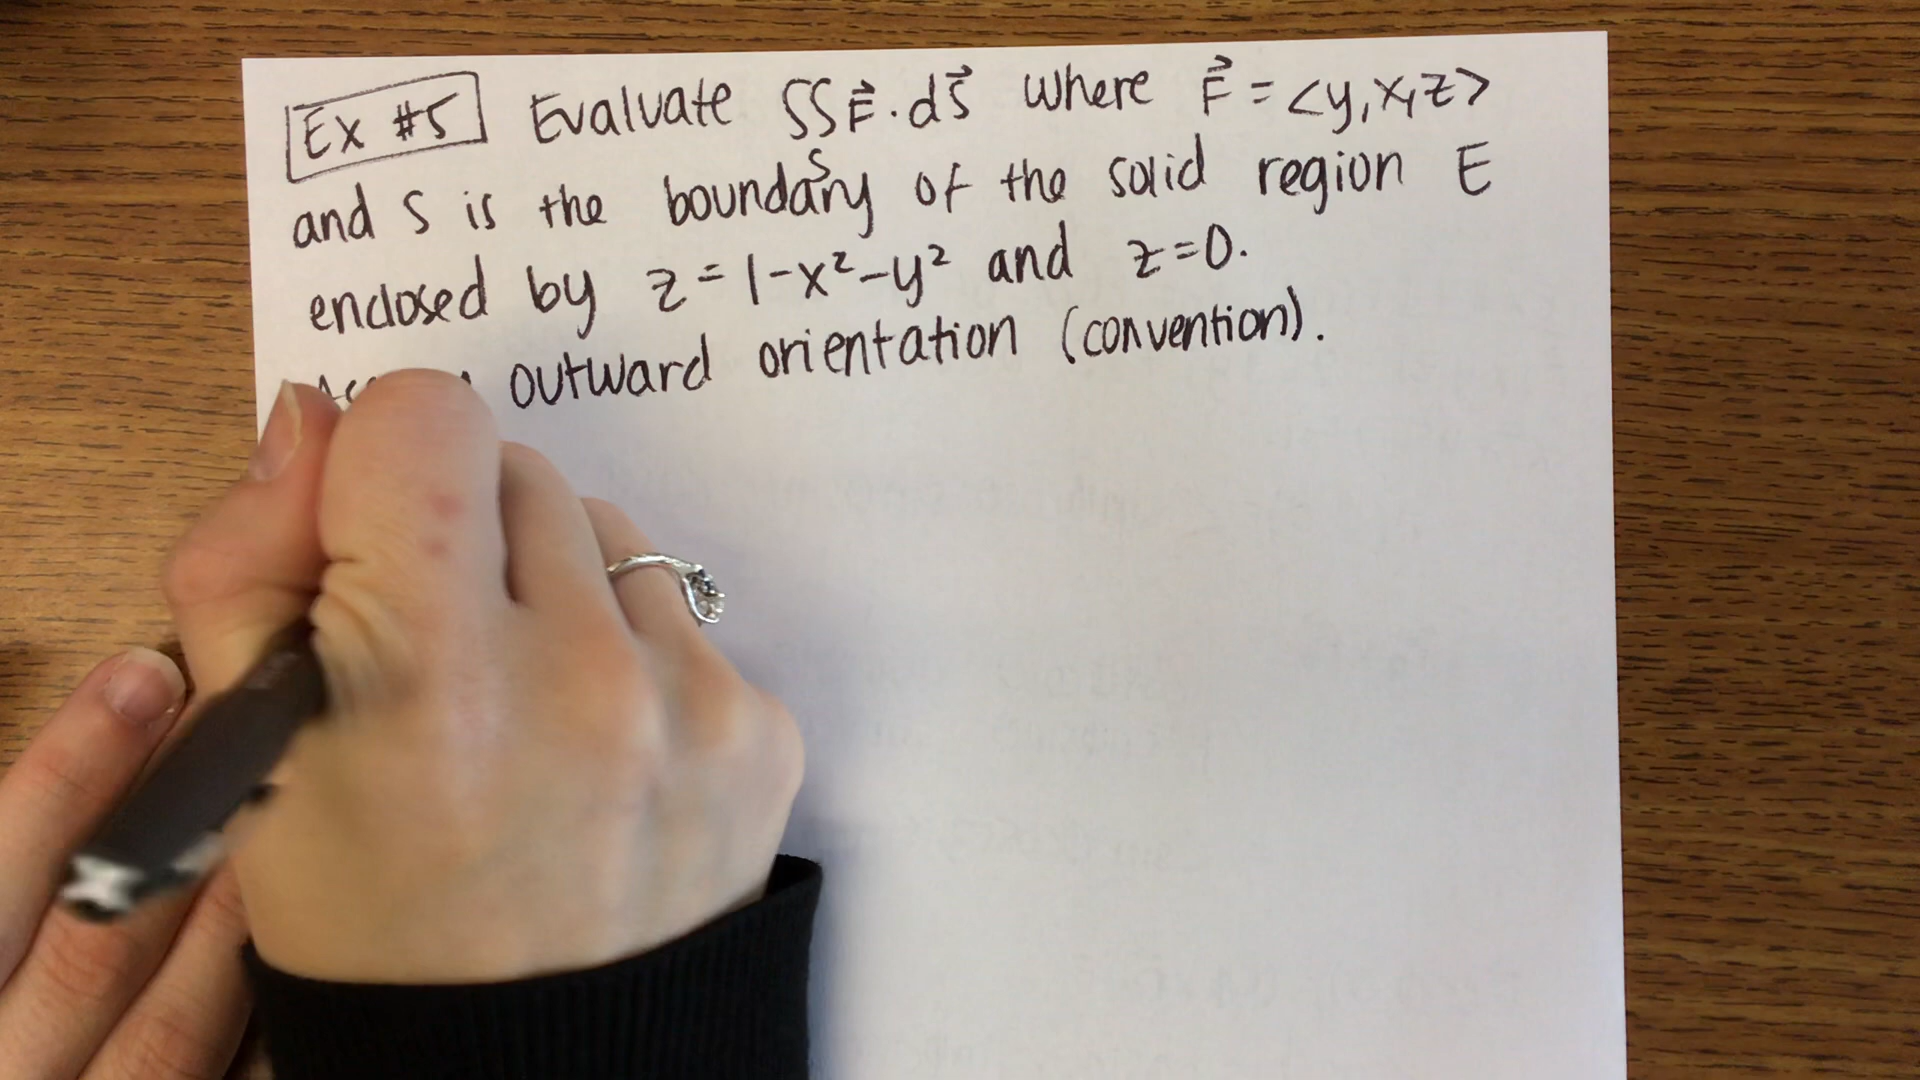 Ex #5 Evaluate ∫∫ F⃗ · dS⃗ where F⃗ = <y, x, z>
S
and S is the boundary of the solid region E
enclosed by z = 1-x²-y² and z=0.
outward orientation (convention).